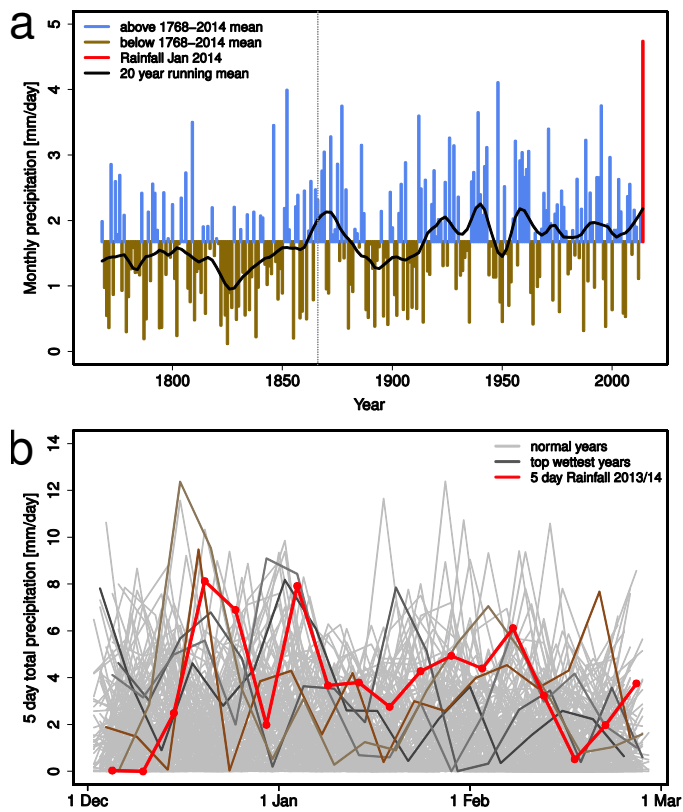 a
above 1768–2014 mean
below 1768–2014 mean
Rainfall Jan 2014
20 year running mean
Monthly precipitation [mm/day]
5
4
3
2
1
0
1800 1850 1900 1950 2000
Year
b
normal years
top wettest years
5 day Rainfall 2013/14
5 day total precipitation [mm/day]
14
12
10
8
6
4
2
0
1 Dec 1 Jan 1 Feb 1 Mar